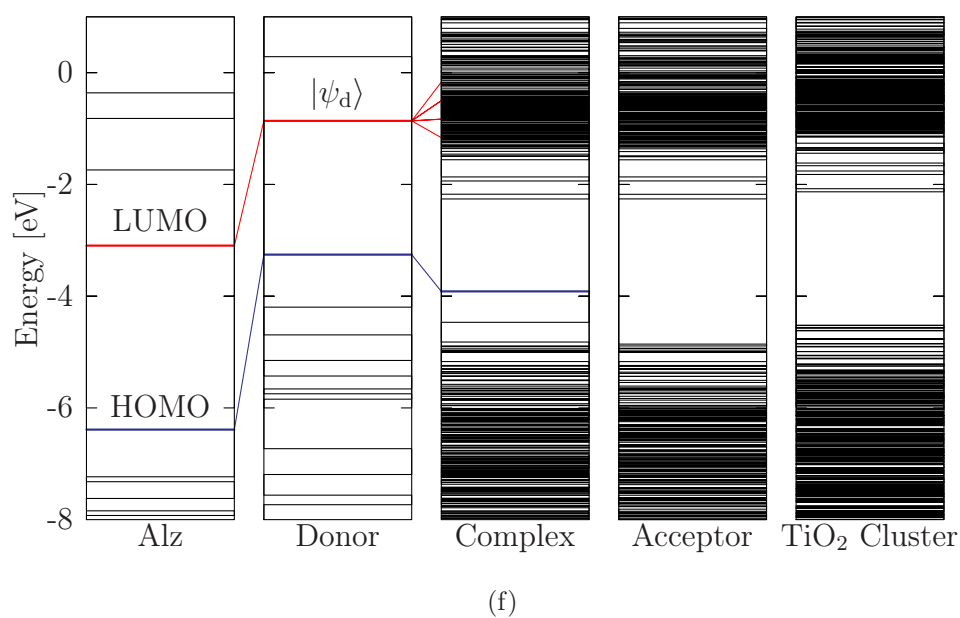 0
-2
-4
-6
-8
Energy [eV]
LUMO
HOMO
|ψd⟩
Alz Donor Complex Acceptor TiO2 Cluster
(f)